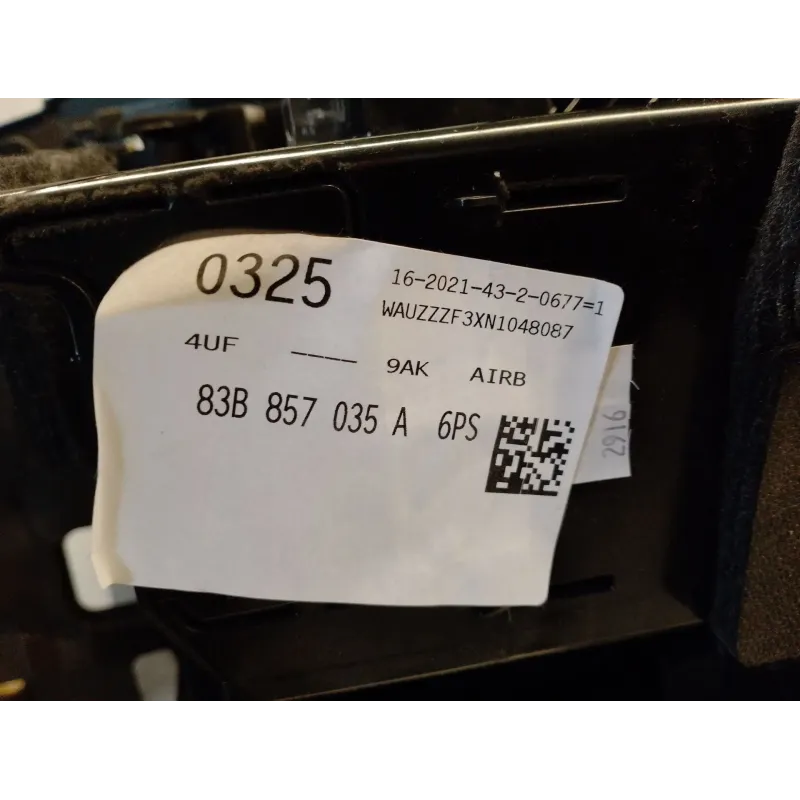 0325
16-2021-43-2-0677=1
WAUZZZF3XN1048087
4UF ---- 9AK AIRB
83B 857 035 A 6PS
2916